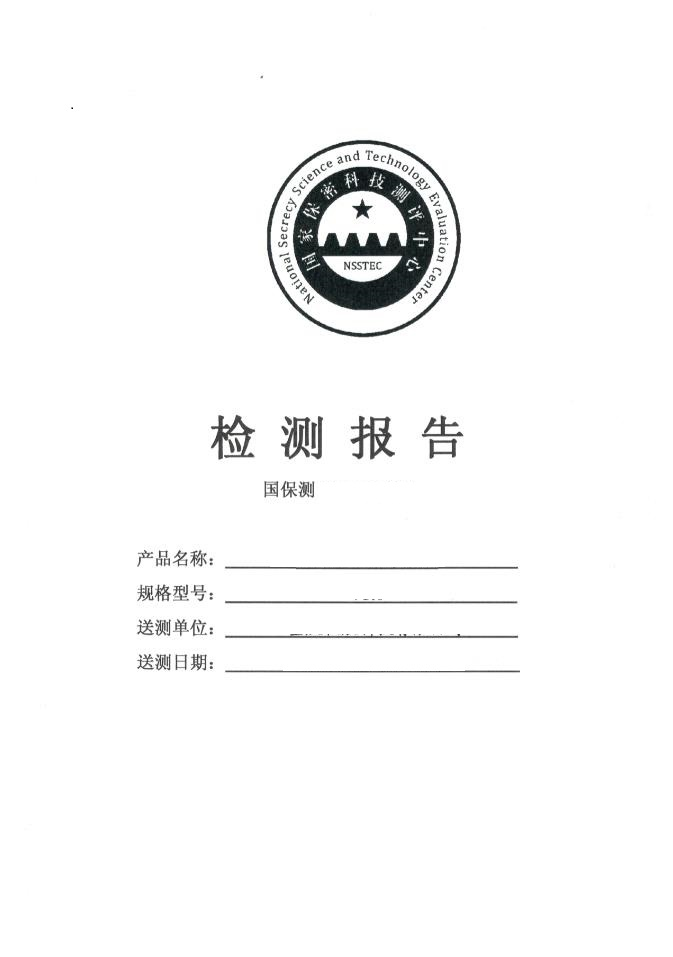 National Secrecy Science and Technology Evaluation Center
国家保密科技测评中心
NSSTEC
检测报告
国保测
产品名称：
规格型号：
送测单位：
送测日期：